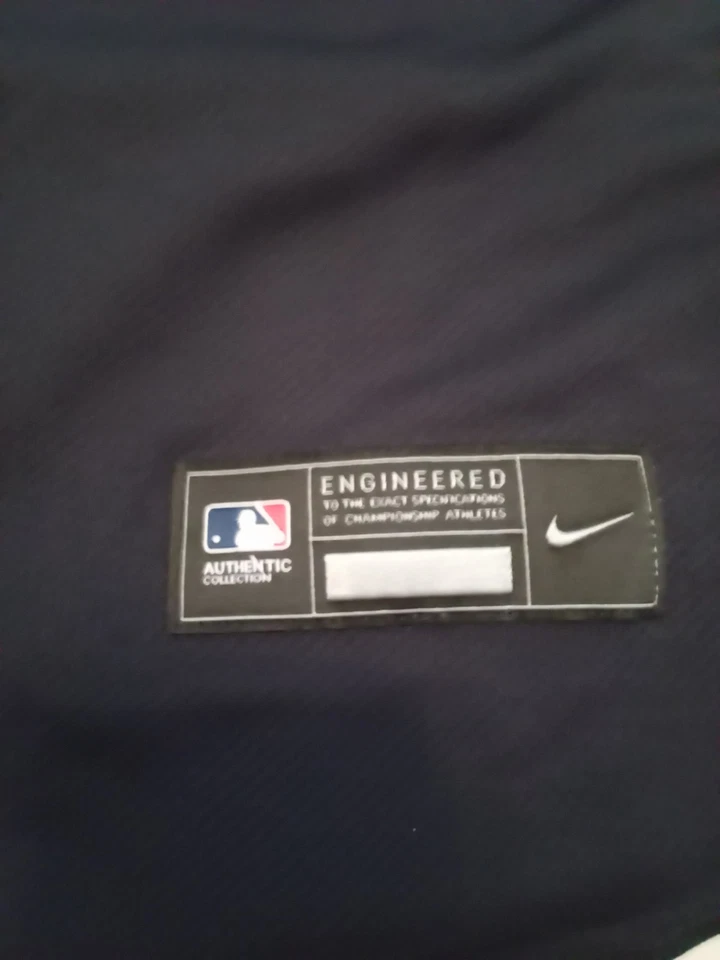 ENGINEERED
TO THE EXACT SPECIFICATIONS
OF CHAMPIONSHIP ATHLETES
AUTHENTIC
COLLECTION